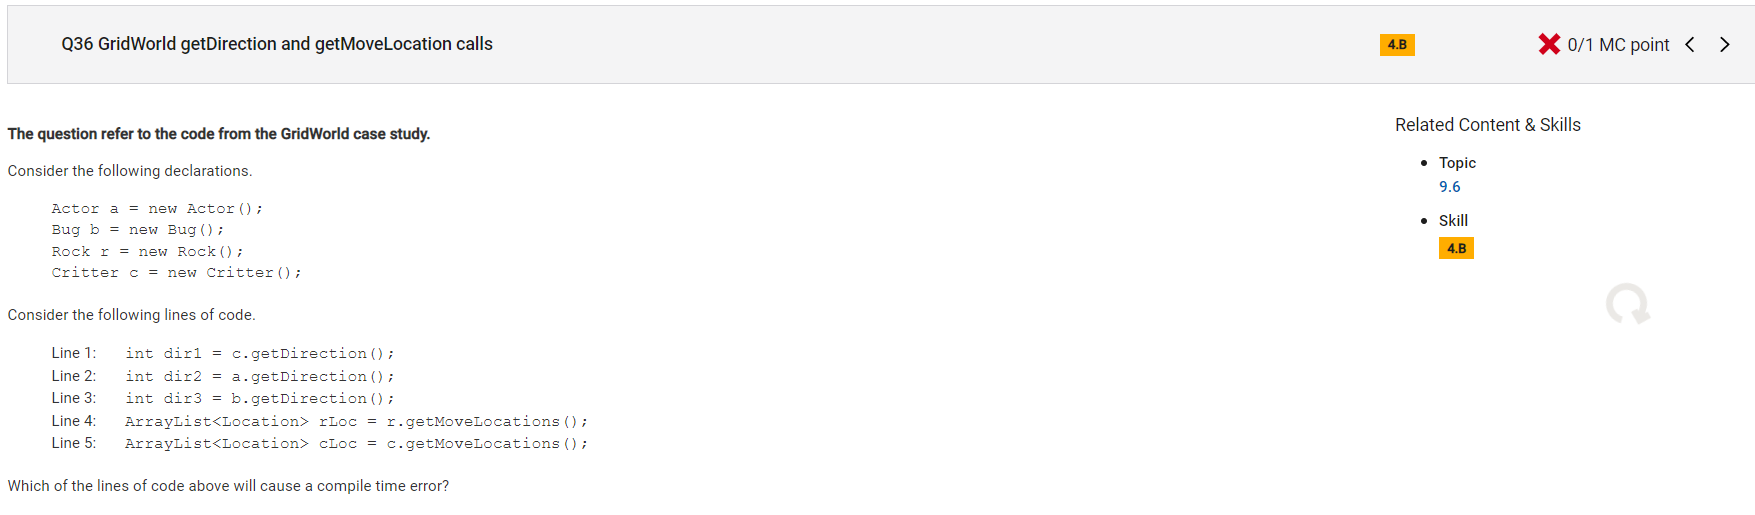 Q36 GridWorld getDirection and getMoveLocation calls
4.B
0/1 MC point
The question refer to the code from the GridWorld case study.
Consider the following declarations.
Actor a = new Actor();
Bug b = new Bug();
Rock r = new Rock();
Critter c = new Critter();
Consider the following lines of code.
Line 1: int dir1 = c.getDirection();
Line 2: int dir2 = a.getDirection();
Line 3: int dir3 = b.getDirection();
Line 4: ArrayList<Location> rLoc = r.getMoveLocations();
Line 5: ArrayList<Location> cLoc = c.getMoveLocations();
Which of the lines of code above will cause a compile time error?
Related Content & Skills
Topic
9.6
Skill
4.B